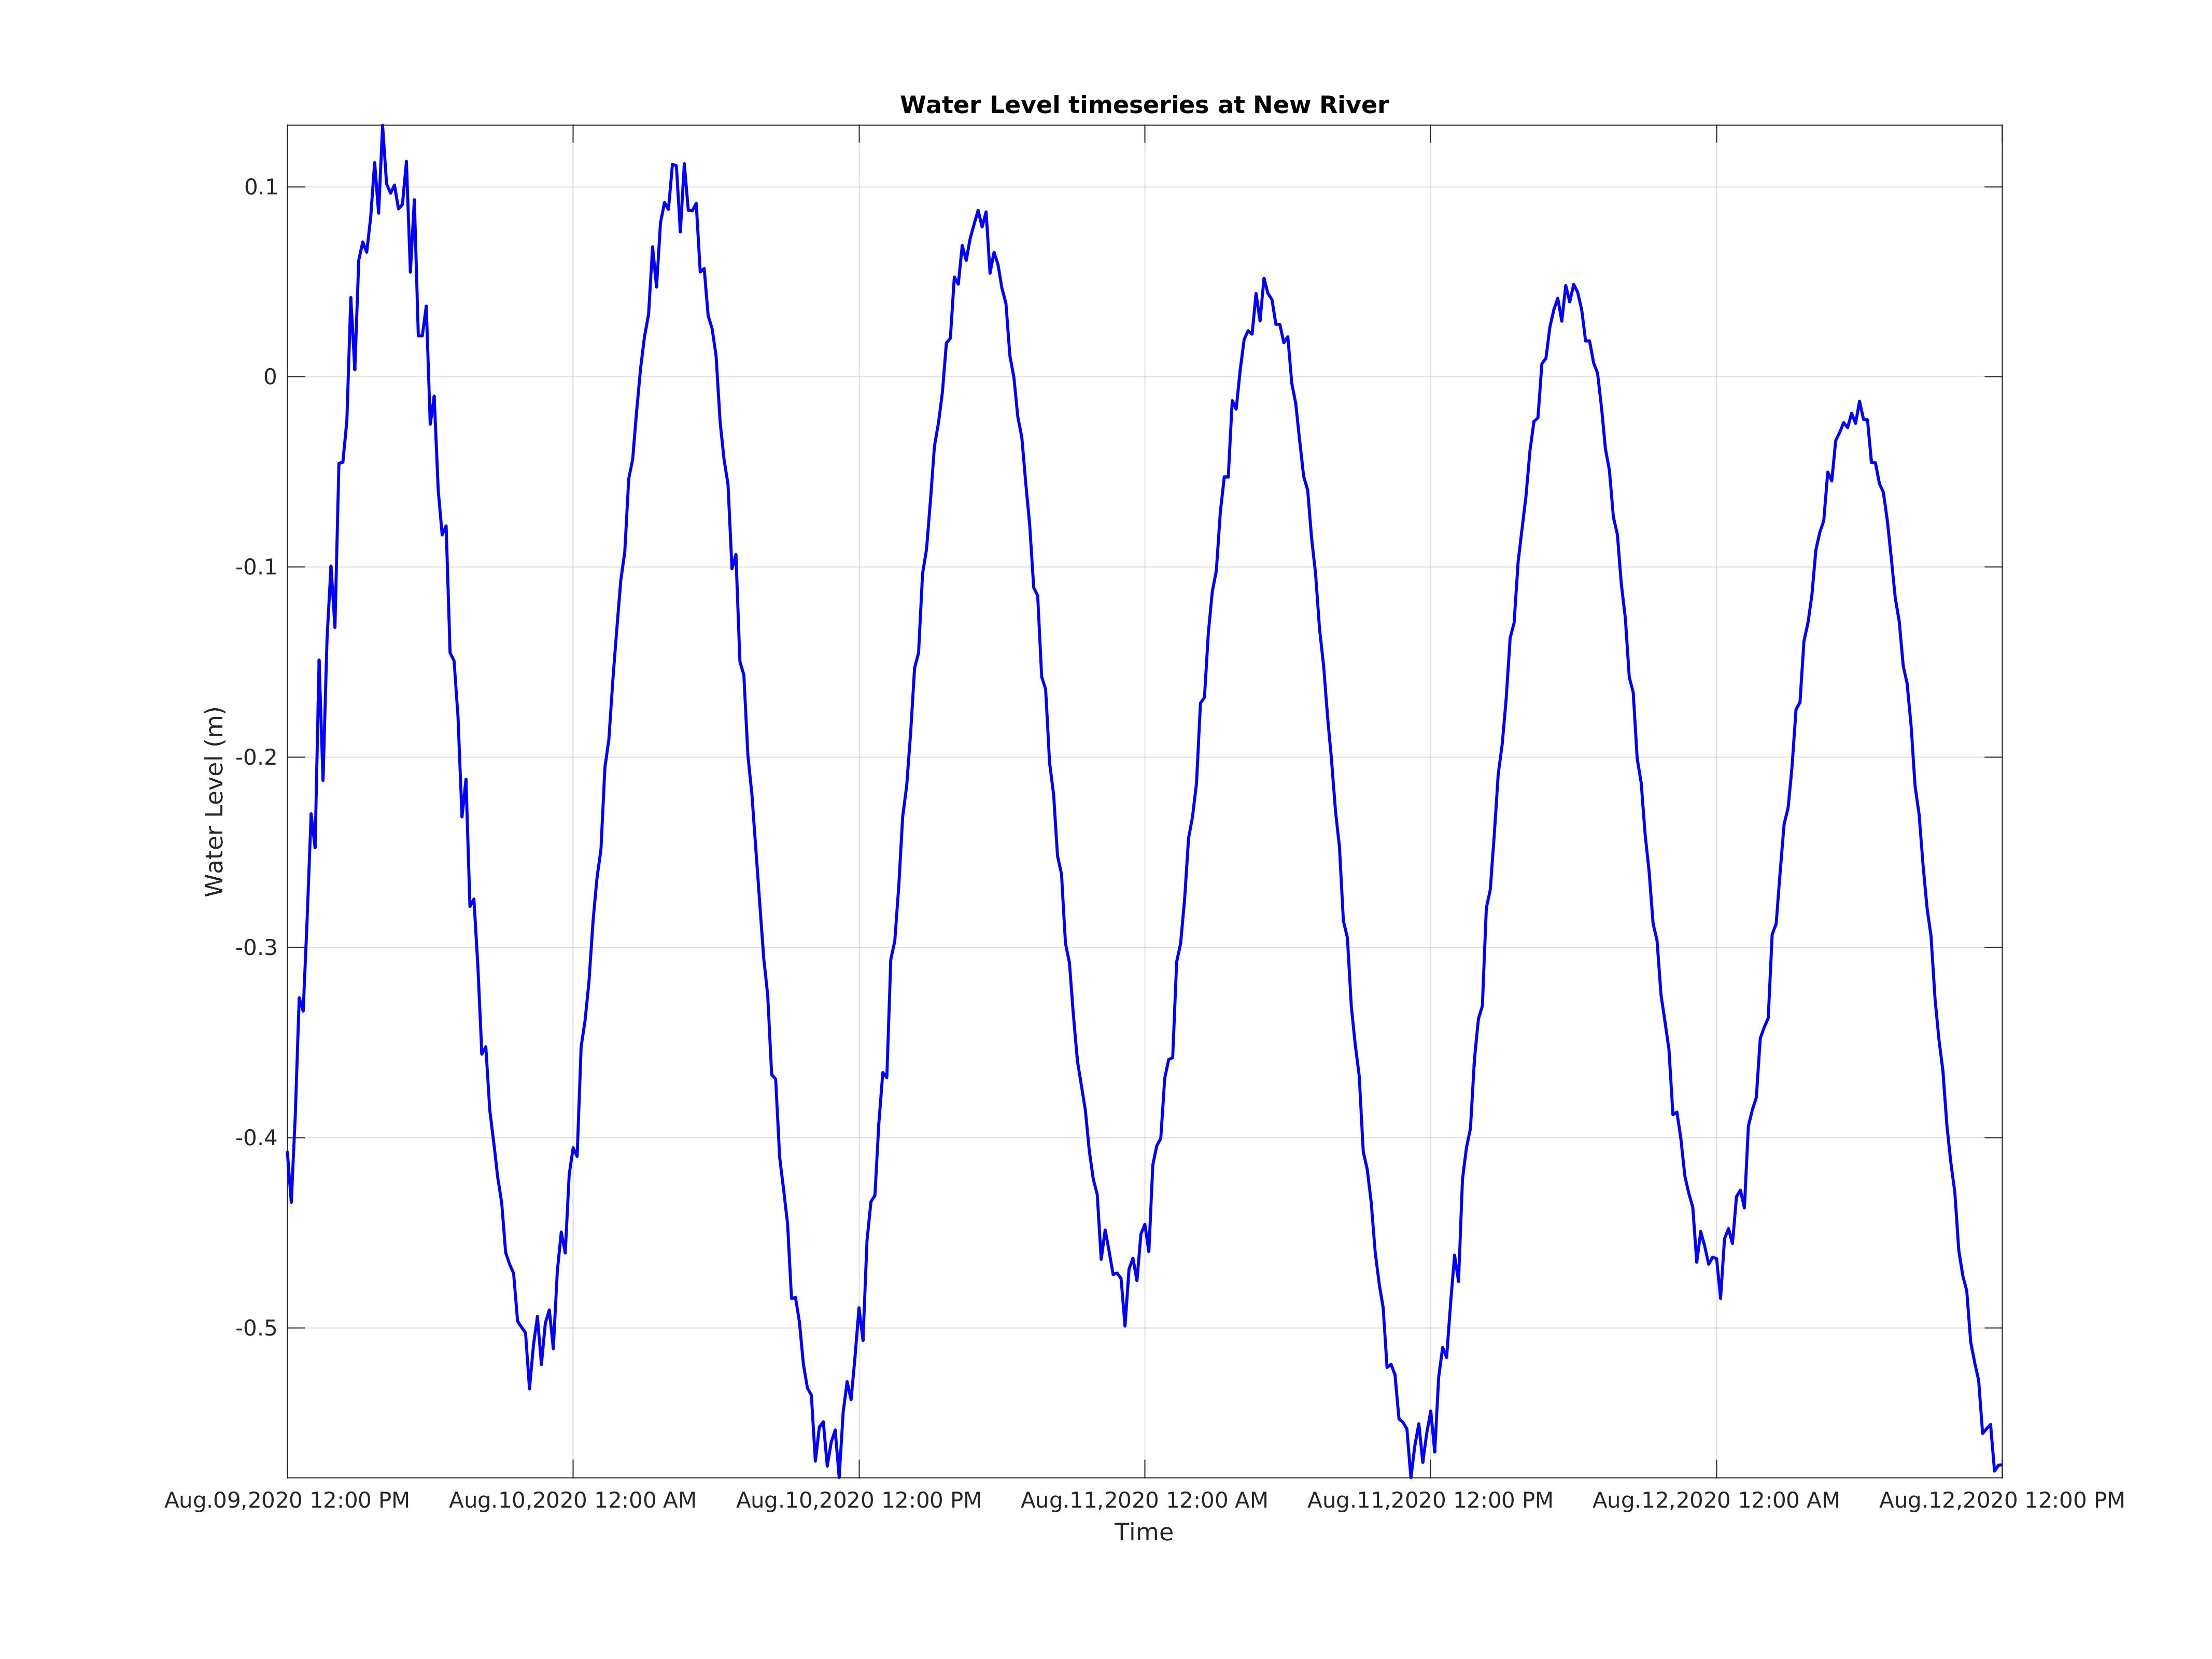 Water Level timeseries at New River
0.1
0
-0.1
-0.2
-0.3
-0.4
-0.5
Water Level (m)
Aug.09,2020 12:00 PM
Aug.10,2020 12:00 AM
Aug.10,2020 12:00 PM
Aug.11,2020 12:00 AM
Aug.11,2020 12:00 PM
Aug.12,2020 12:00 AM
Aug.12,2020 12:00 PM
Time